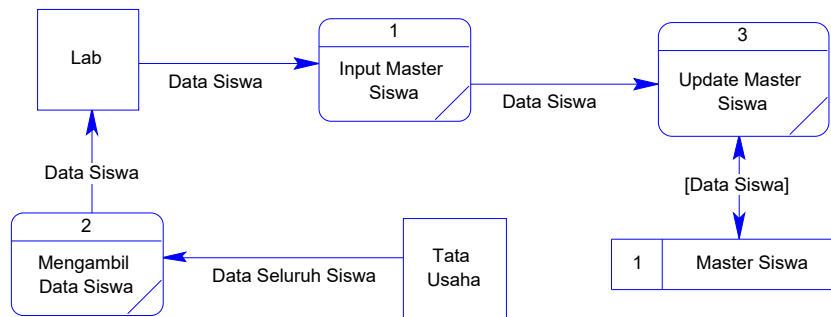 Lab
Data Siswa
1
Input Master
Siswa
Data Siswa
3
Update Master
Siswa
Data Siswa
[Data Siswa]
2
Mengambil
Data Siswa
Data Seluruh Siswa
Tata
Usaha
1
Master Siswa